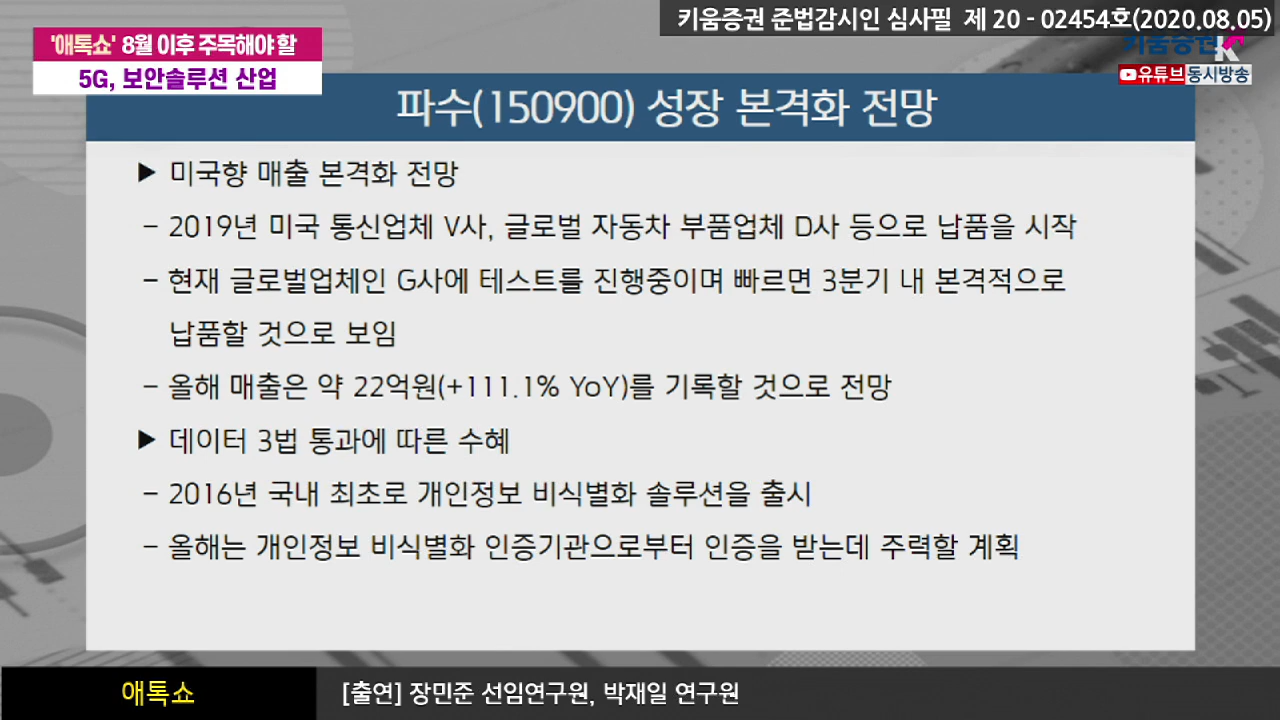 키움증권 준법감시인 심사필 제 20 - 02454호(2020.08.05)
'애톡쇼' 8월 이후 주목해야 할
5G, 보안솔루션 산업
키움증권
유튜브동시방송
파수(150900) 성장 본격화 전망
▶ 미국향 매출 본격화 전망
- 2019년 미국 통신업체 V사, 글로벌 자동차 부품업체 D사 등으로 납품을 시작
- 현재 글로벌업체인 G사에 테스트를 진행중이며 빠르면 3분기 내 본격적으로
납품할 것으로 보임
- 올해 매출은 약 22억원(+111.1% YoY)를 기록할 것으로 전망
▶ 데이터 3법 통과에 따른 수혜
- 2016년 국내 최초로 개인정보 비식별화 솔루션을 출시
- 올해는 개인정보 비식별화 인증기관으로부터 인증을 받는데 주력할 계획
애톡쇼
[출연] 장민준 선임연구원, 박재일 연구원